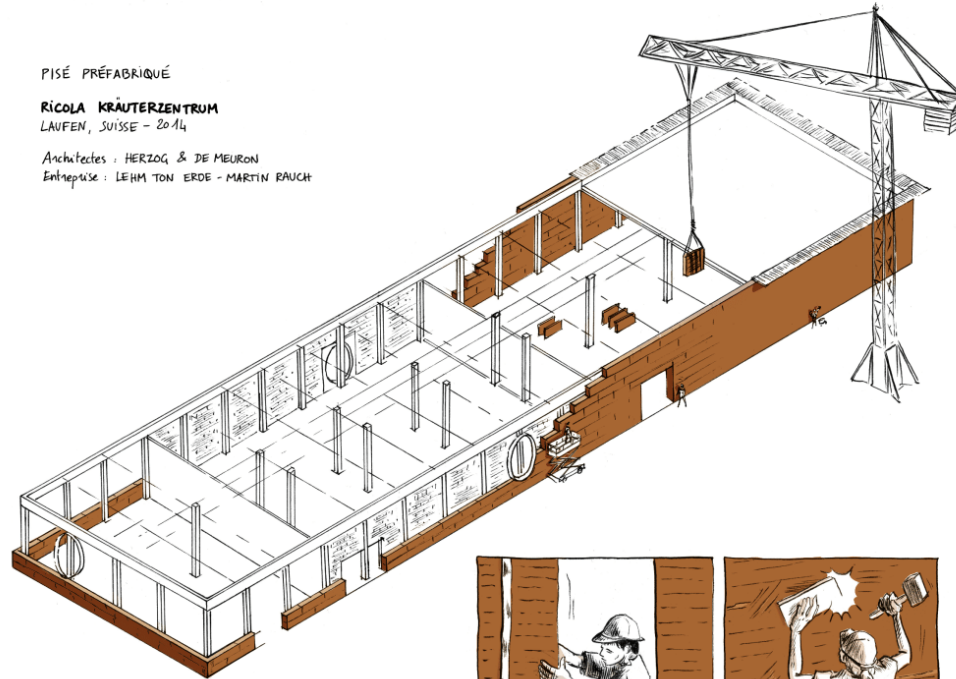 PISÉ PRÉFABRIQUÉ
RICOLA KRÄUTERZENTRUM
LAUFEN, SUISSE - 2014
Architectes : HERZOG & DE MEURON
Entreprise : LEHM TON ERDE - MARTIN RAUCH